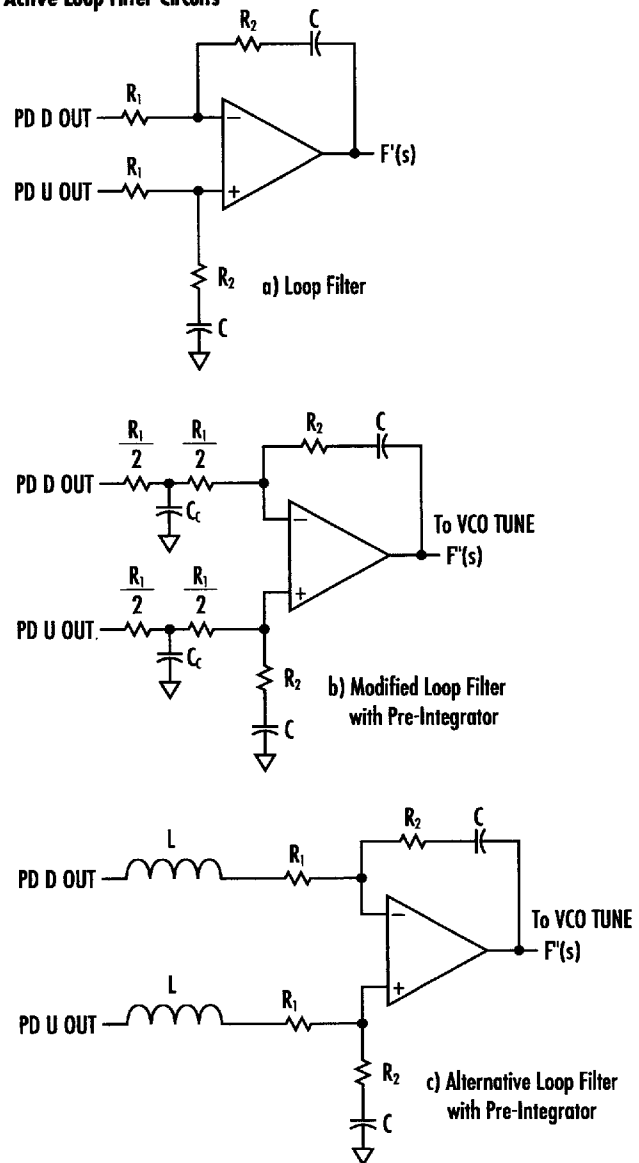 Active Loop Filter Circuits
R₂ C
R₁
PD D OUT
R₁
F'(s)
PD U OUT
R₂
a) Loop Filter
C
R₁ R₁
2 2
R₂ C
PD D OUT
C_C
To VCO TUNE
F"(s)
R₁ R₁
2 2
PD U OUT
C_C
R₂
b) Modified Loop Filter
with Pre-Integrator
C
R₂ C
L
R₁
PD D OUT
To VCO TUNE
F"(s)
L
R₁
PD U OUT
R₂
c) Alternative Loop Filter
with Pre-Integrator
C